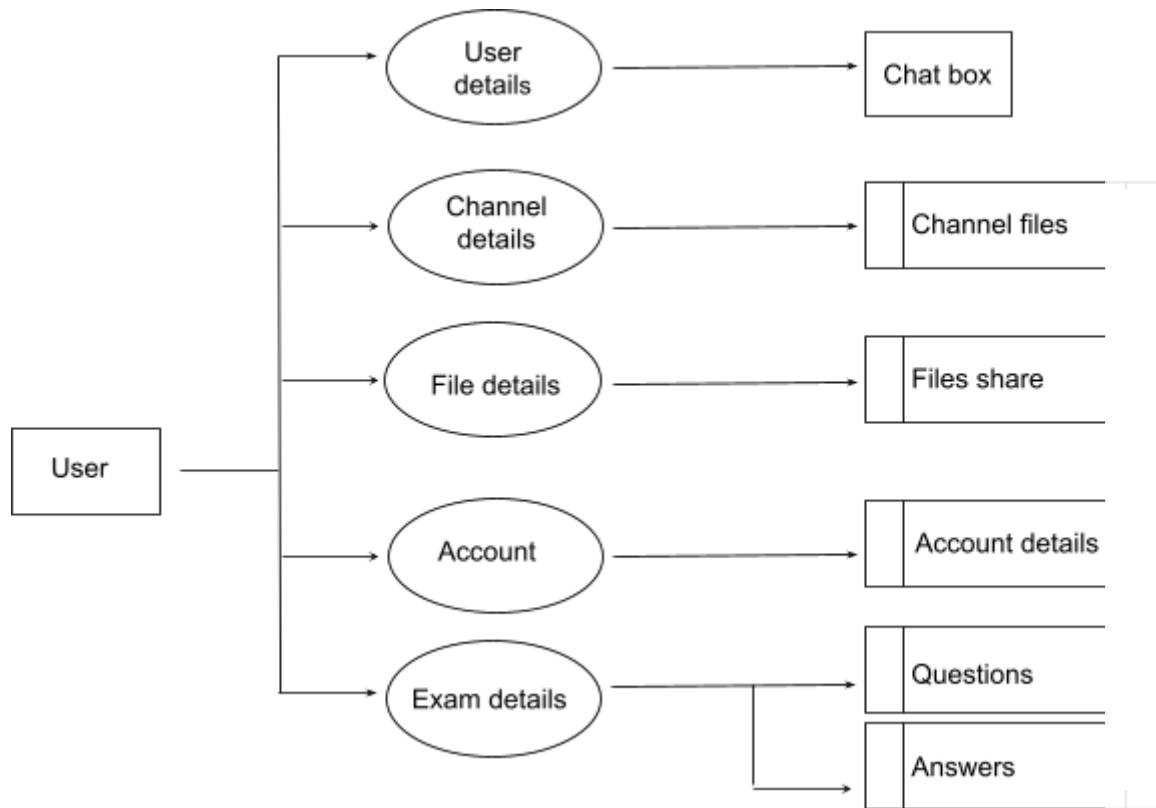 User
details
Chat box
Channel
details
Channel files
File details
Files share
User
Account
Account details
Exam details
Questions
Answers